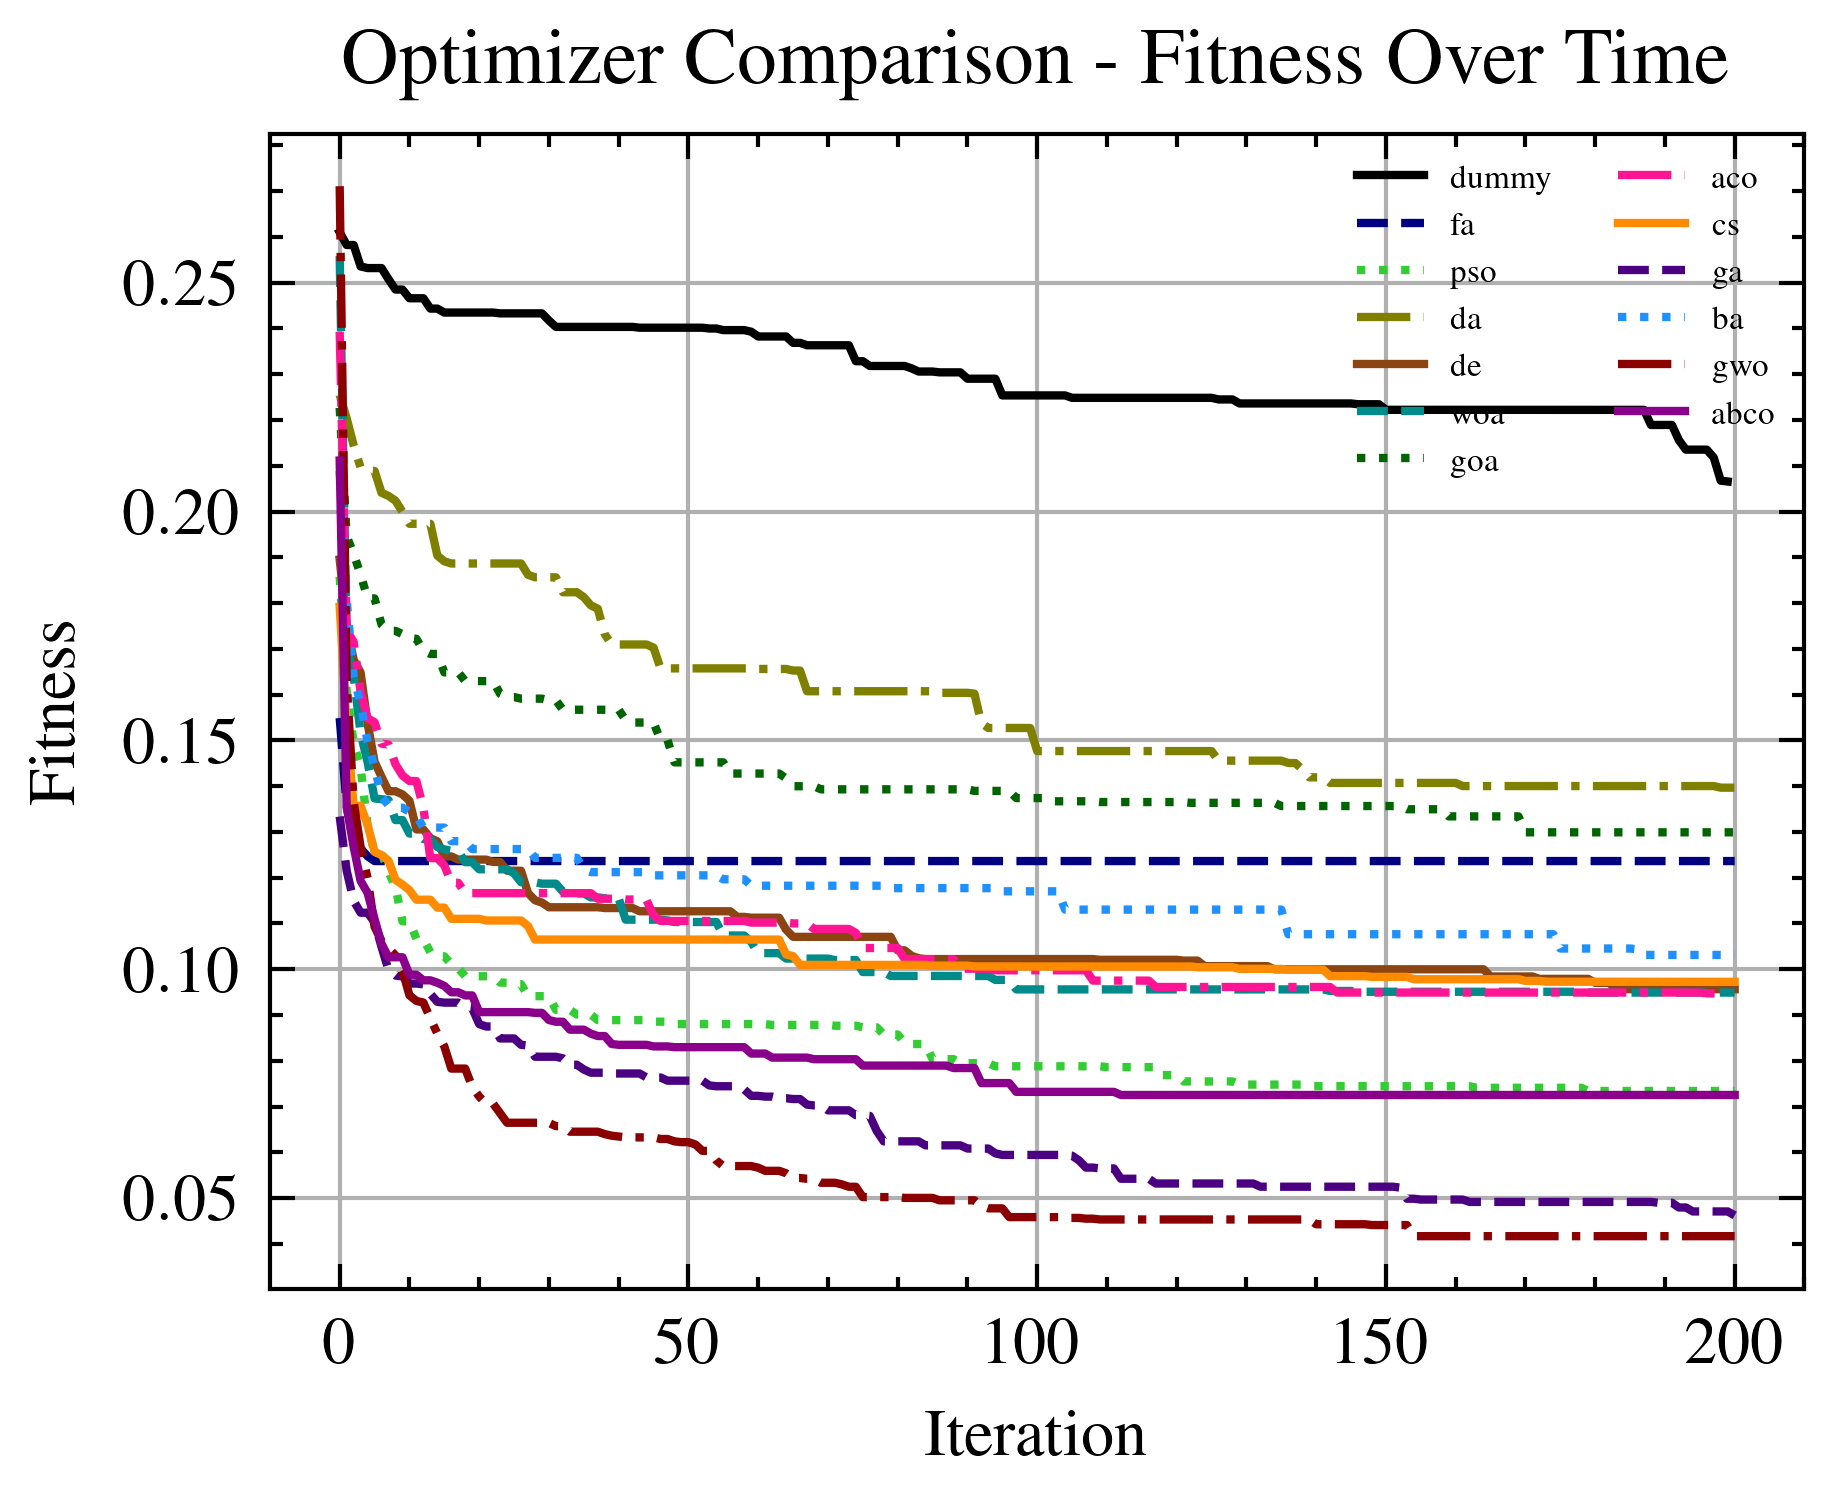 Optimizer Comparison - Fitness Over Time
Fitness
0.25
0.20
0.15
0.10
0.05
0
50
100
150
200
Iteration
dummy
fa
pso
da
de
woa
goa
aco
cs
ga
ba
gwo
abco